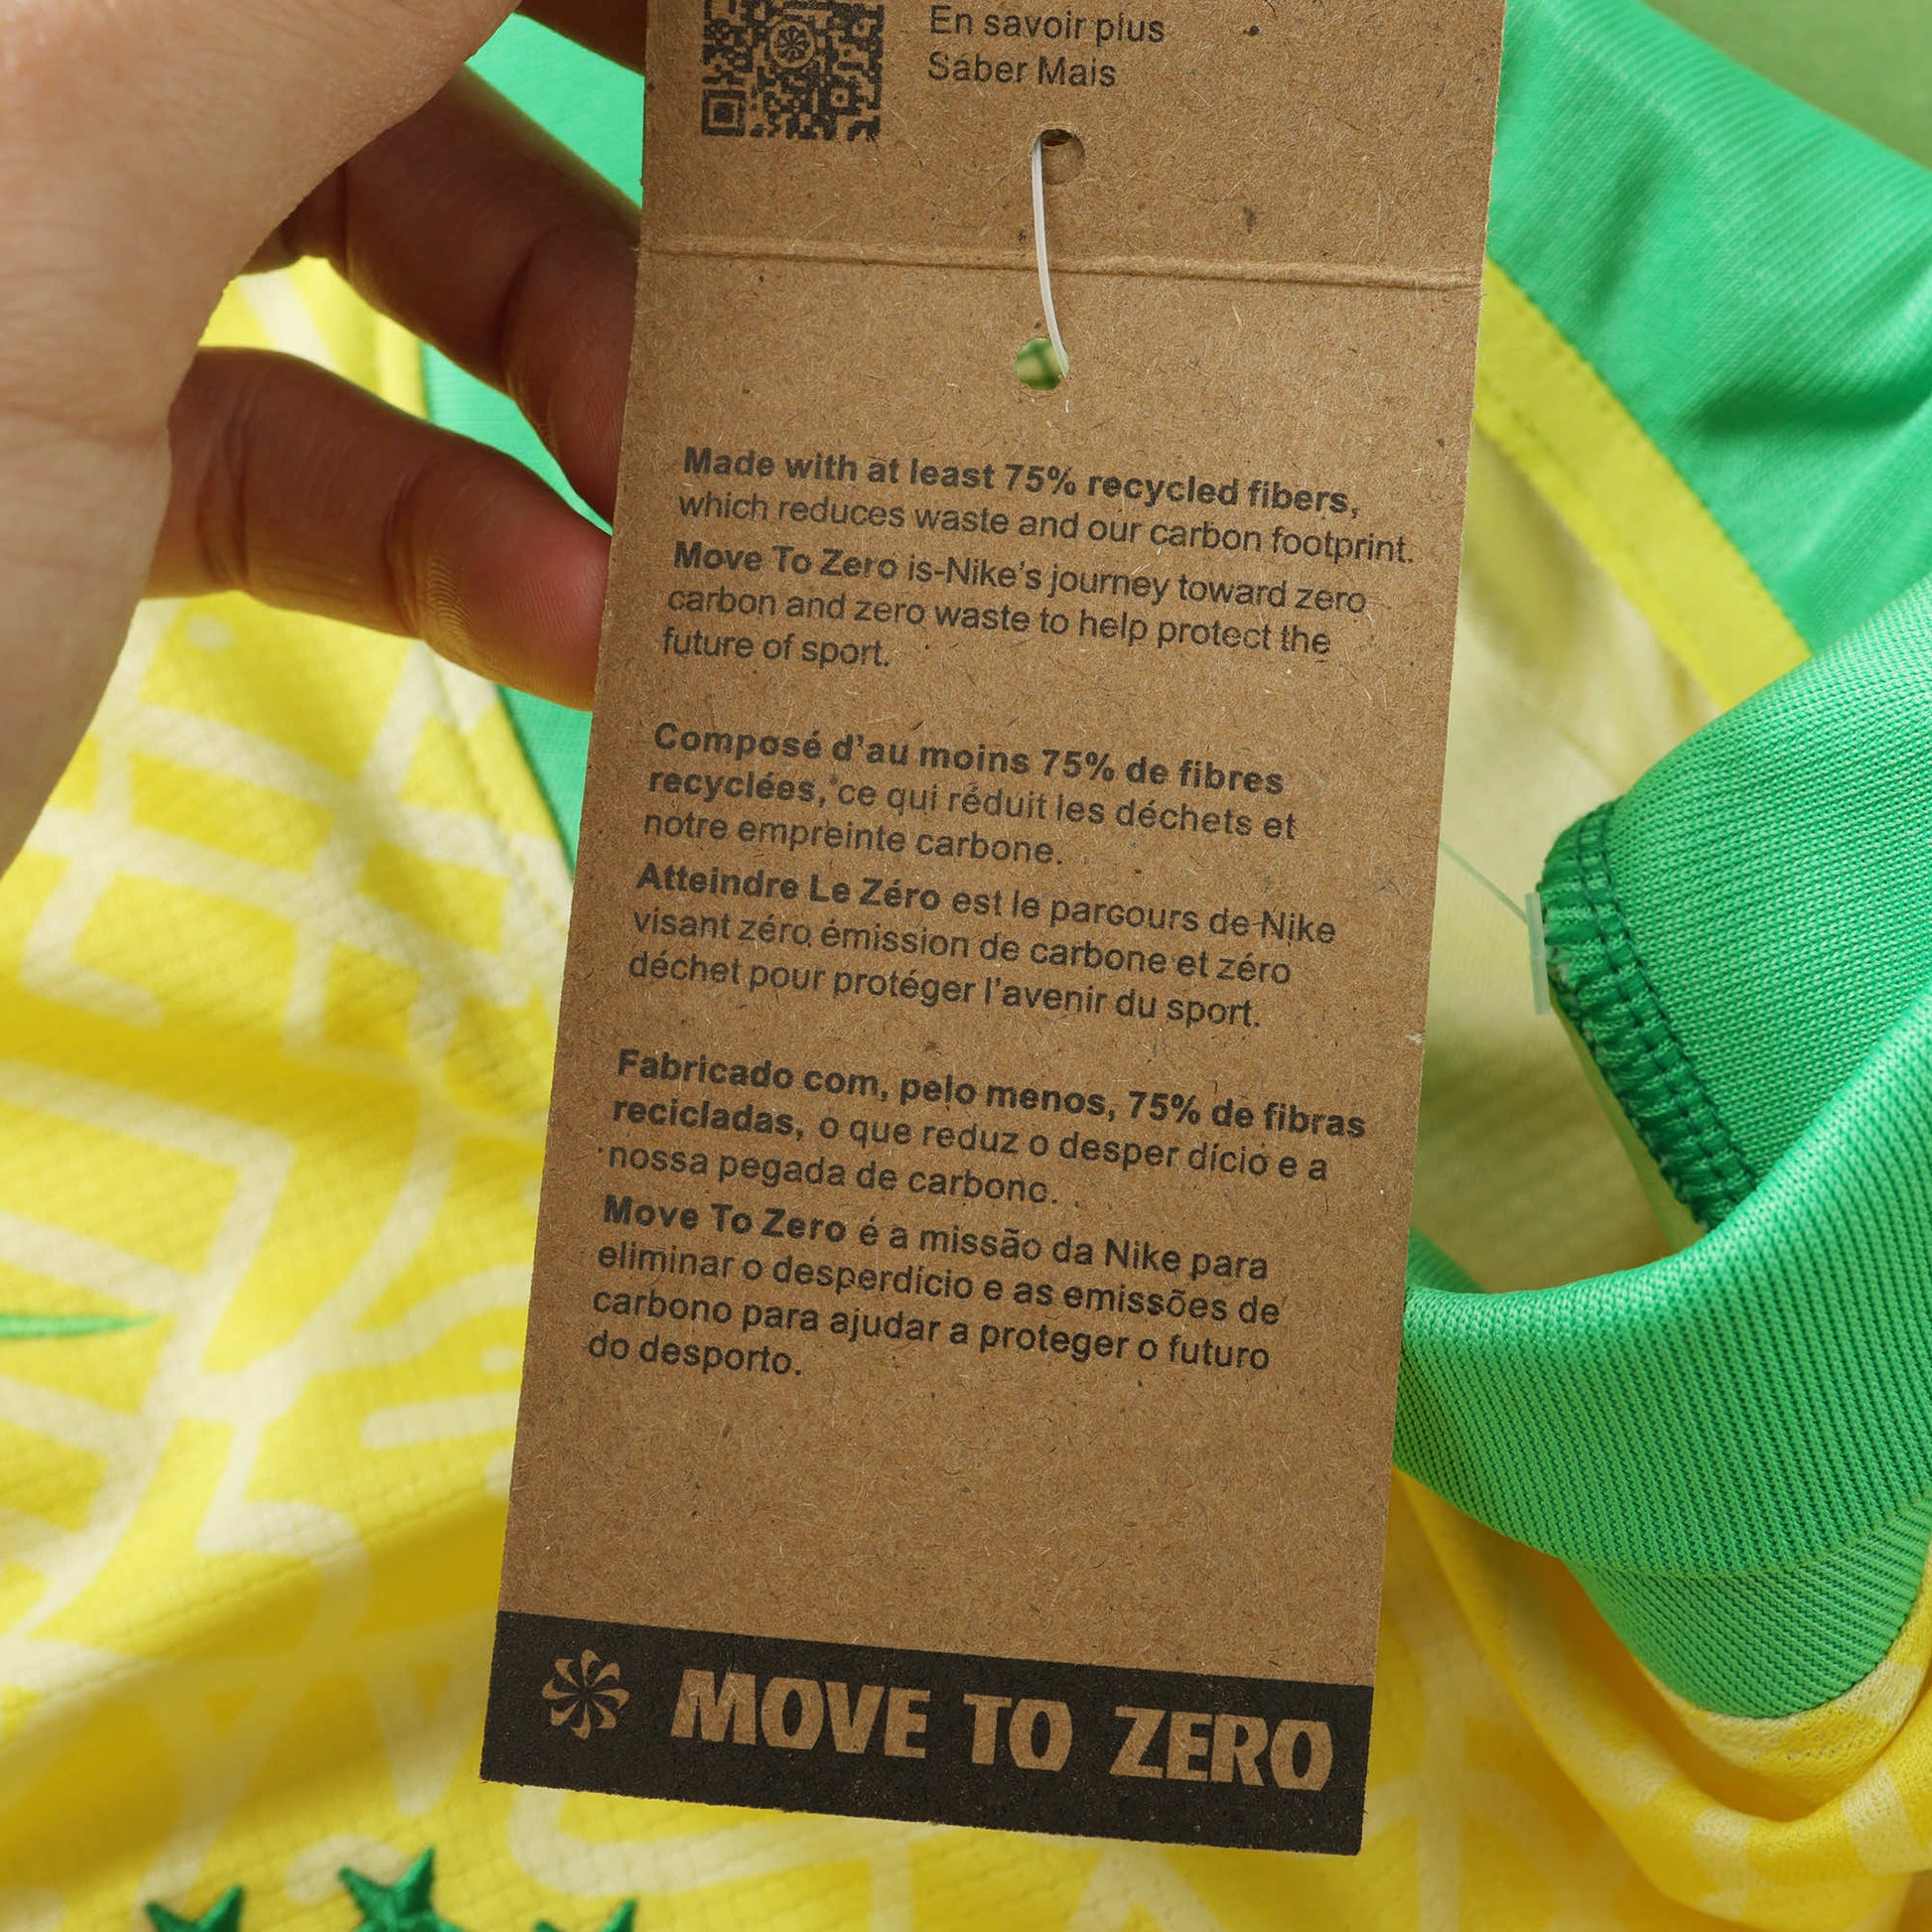 En savoir plus
Saber Mais
Made with at least 75% recycled fibers,
which reduces waste and our carbon footprint.
Move To Zero is-Nike's journey toward zero
carbon and zero waste to help protect the
future of sport.
Composé d'au moins 75% de fibres
recyclées, ce qui réduit les déchets et
notre empreinte carbone.
Atteindre Le Zéro est le parcours de Nike
visant zéro émission de carbone et zéro
déchet pour protéger l'avenir du sport.
Fabricado com, pelo menos, 75% de fibras
recicladas, o que reduz o desper dício e a
nossa pegada de carbono.
Move To Zero é a missão da Nike para
eliminar o desperdício e as emissões de
carbono para ajudar a proteger o futuro
do desporto.
MOVE TO ZERO